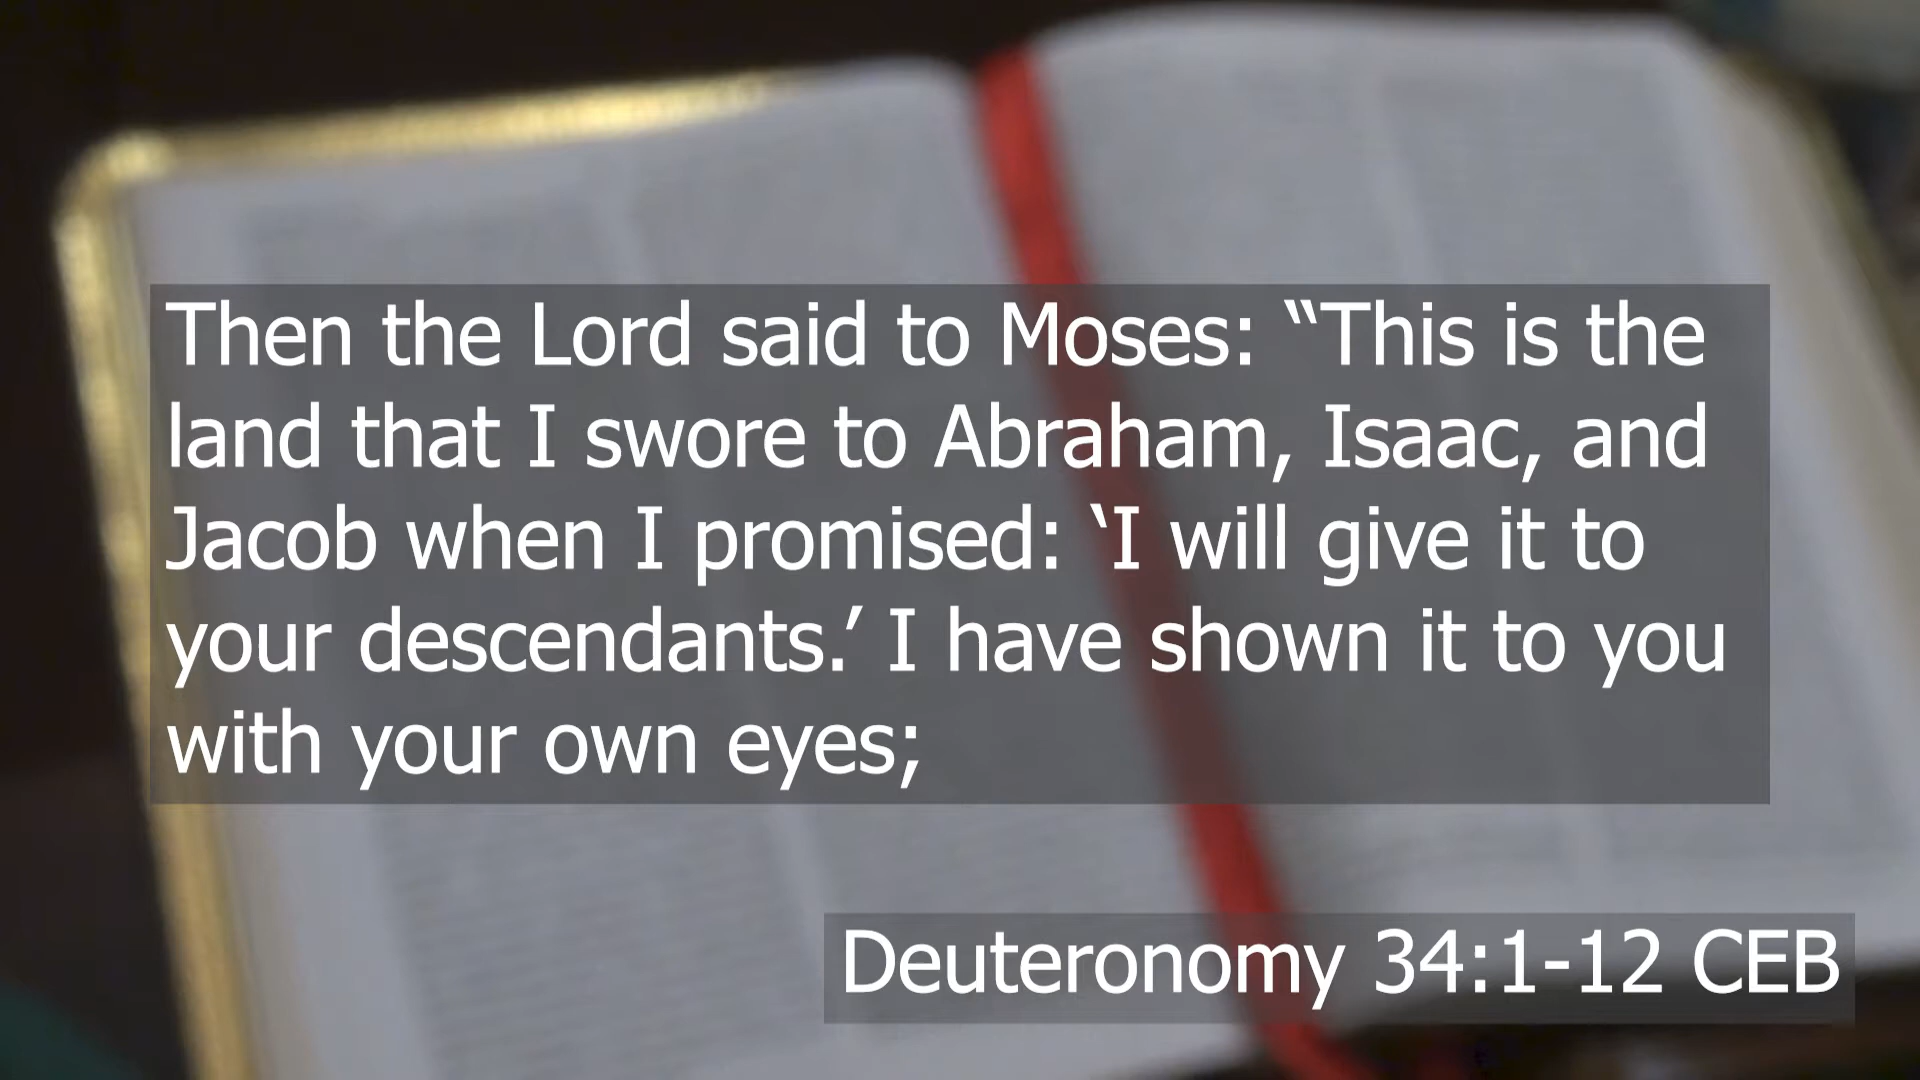 Then the Lord said to Moses: “This is the
land that I swore to Abraham, Isaac, and
Jacob when I promised: ‘I will give it to
your descendants.’ I have shown it to you
with your own eyes;
Deuteronomy 34:1-12 CEB